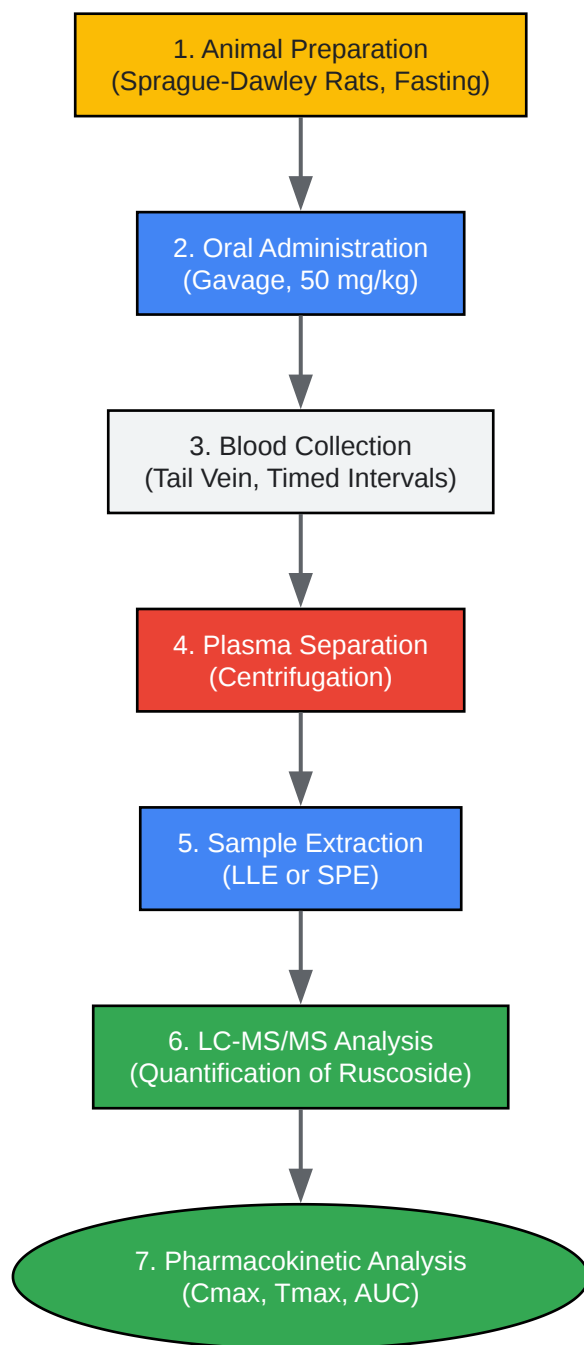 1. Animal Preparation
(Sprague-Dawley Rats, Fasting)
2. Oral Administration
(Gavage, 50 mg/kg)
3. Blood Collection
(Tail Vein, Timed Intervals)
4. Plasma Separation
(Centrifugation)
5. Sample Extraction
(LLE or SPE)
6. LC-MS/MS Analysis
(Quantification of Ruscoside)
7. Pharmacokinetic Analysis
(Cmax, Tmax, AUC)